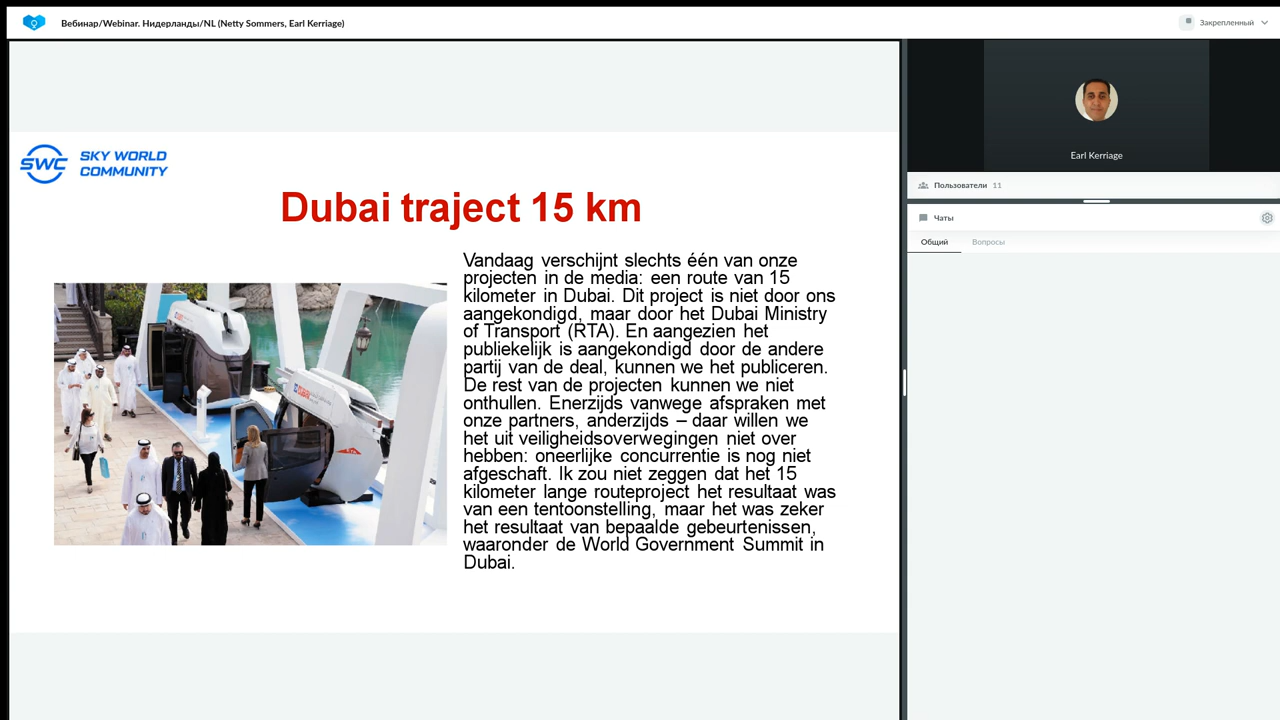 Вебинар/Webinar. Нидерланды/NL (Netty Sommers, Earl Kerriage)
Закрепленный
SWC
SKY WORLD
COMMUNITY
Dubai traject 15 km
Vandaag verschijnt slechts één van onze
projecten in de media: een route van 15
kilometer in Dubai. Dit project is niet door ons
aangekondigd, maar door het Dubai Ministry
of Transport (RTA). En aangezien het
publiekelijk is aangekondigd door de andere
partij van de deal, kunnen we het publiceren.
De rest van de projecten kunnen we niet
onthullen. Enerzijds vanwege afspraken met
onze partners, anderzijds – daar willen we
het uit veiligheidsoverwegingen niet over
hebben: oneerlijke concurrentie is nog niet
afgeschaft. Ik zou niet zeggen dat het 15
kilometer lange routeproject het resultaat was
van een tentoonstelling, maar het was zeker
het resultaat van bepaalde gebeurtenissen,
waaronder de World Government Summit in
Dubai.
Earl Kerriage
Пользователи 11
Чаты
Общий Вопросы